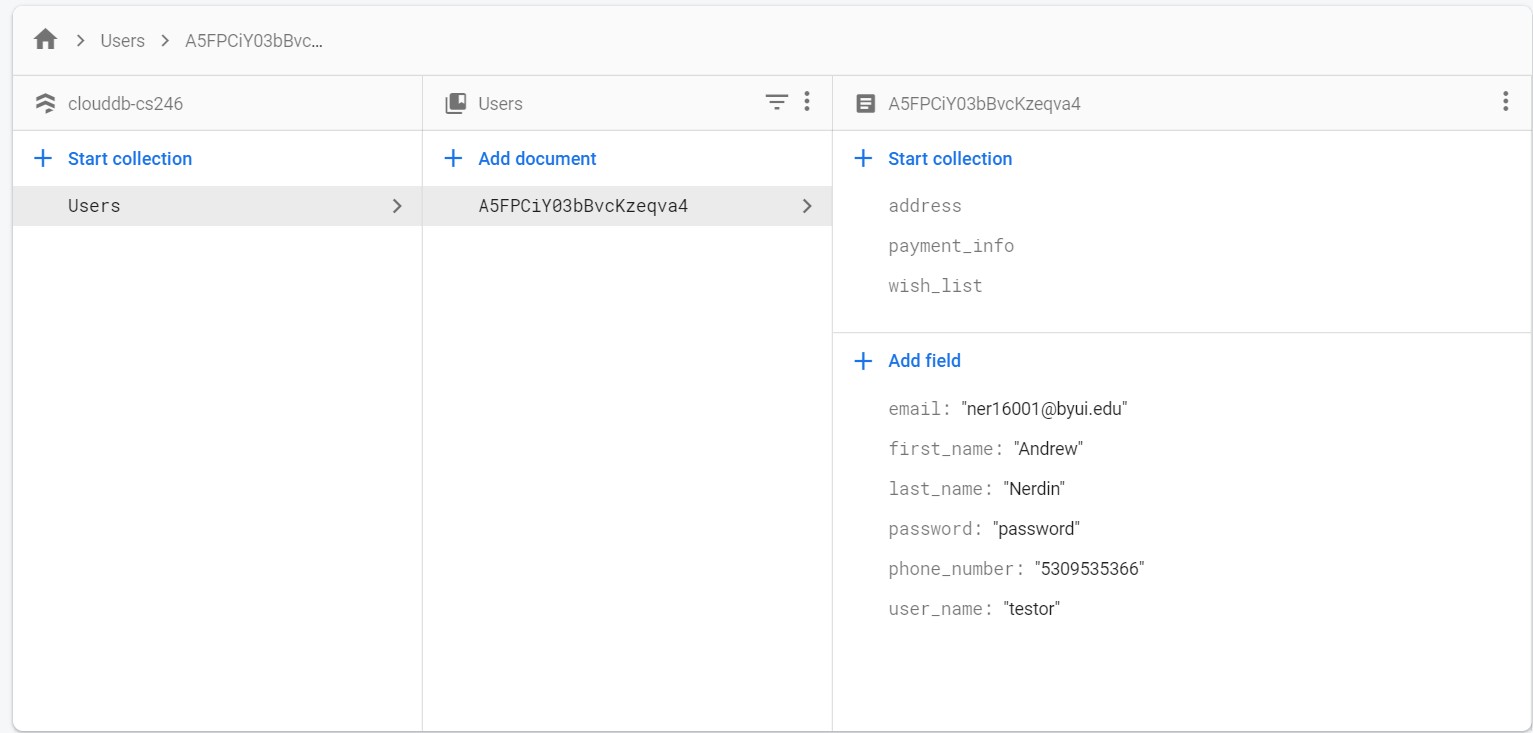 Users A5FPCiY03bBvc...
clouddb-cs246
Start collection
Users
Users
Add document
A5FPCiY03bBvcKzeqva4
A5FPCiY03bBvcKzeqva4
Start collection
address
payment_info
wish_list
Add field
email: "ner16001@byui.edu"
first_name: "Andrew"
last_name: "Nerdin"
password: "password"
phone_number: "5309535366"
user_name: "testor"